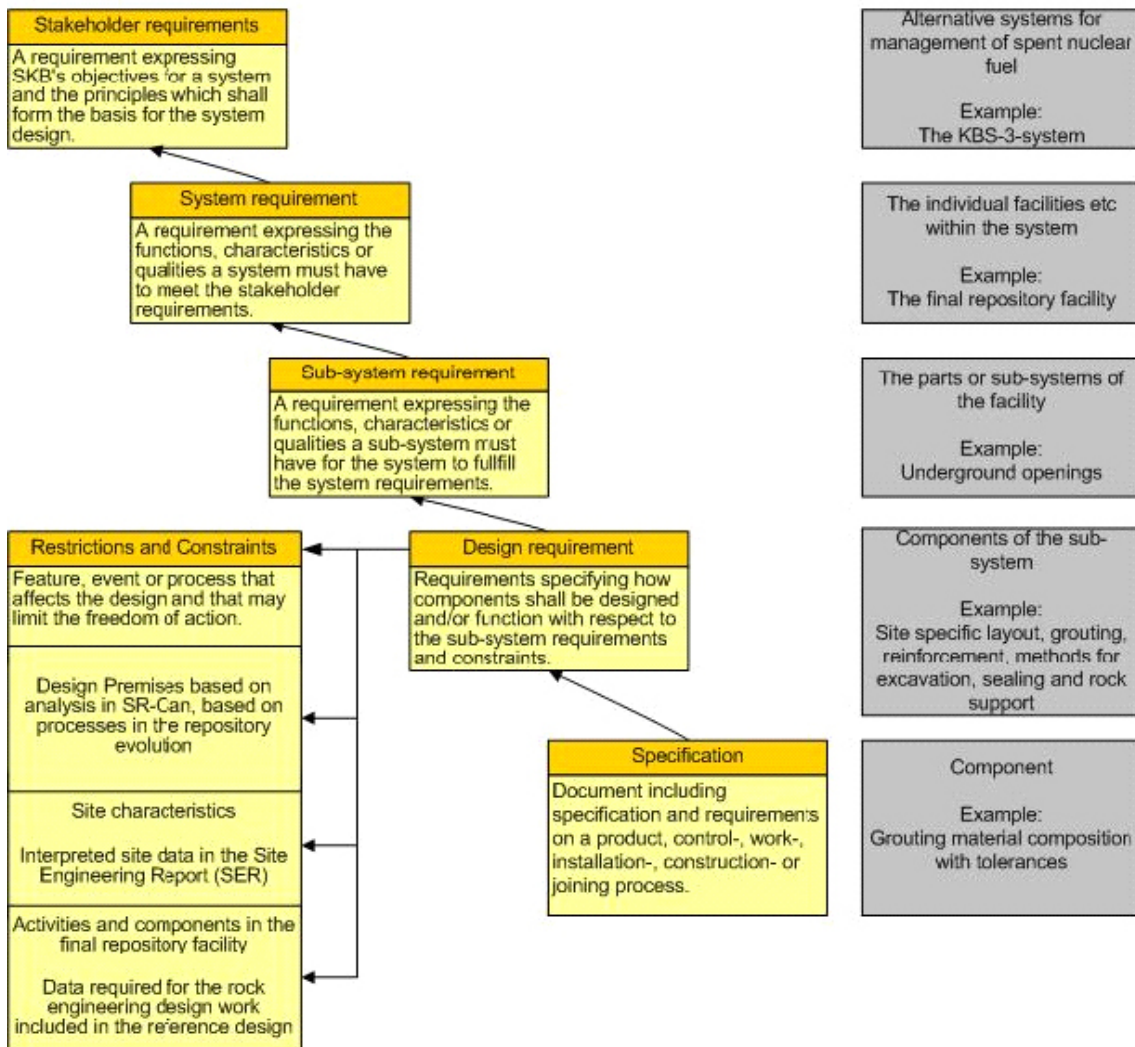 Stakeholder requirements
A requirement expressing
SKB's objectives for a system
and the principles which shall
form the basis for the system
design.
Alternative systems for
management of spent nuclear
fuel
Example:
The KBS-3-system
System requirement
A requirement expressing the
functions, characteristics or
qualities a system must have
to meet the stakeholder
requirements.
The individual facilities etc
within the system
Example:
The final repository facility
Sub-system requirement
A requirement expressing the
functions, characteristics or
qualities a sub-system must
have for the system to fullfill
the system requirements.
The parts or sub-systems of
the facility
Example:
Underground openings
Restrictions and Constraints
Feature, event or process that
affects the design and that may
limit the freedom of action.
Design Premises based on
analysis in SR-Can, based on
processes in the repository
evolution
Site characteristics
Interpreted site data in the Site
Engineering Report (SER)
Activities and components in the
final repository facility
Data required for the rock
engineering design work
included in the reference design
Design requirement
Requirements specifying how
components shall be designed
and/or function with respect to
the sub-system requirements
and constraints.
Components of the sub-
system
Example:
Site specific layout, grouting,
reinforcement, methods for
excavation, sealing and rock
support
Specification
Document including
specification and requirements
on a product, control-, work-,
installation-, construction- or
joining process.
Component
Example:
Grouting material composition
with tolerances